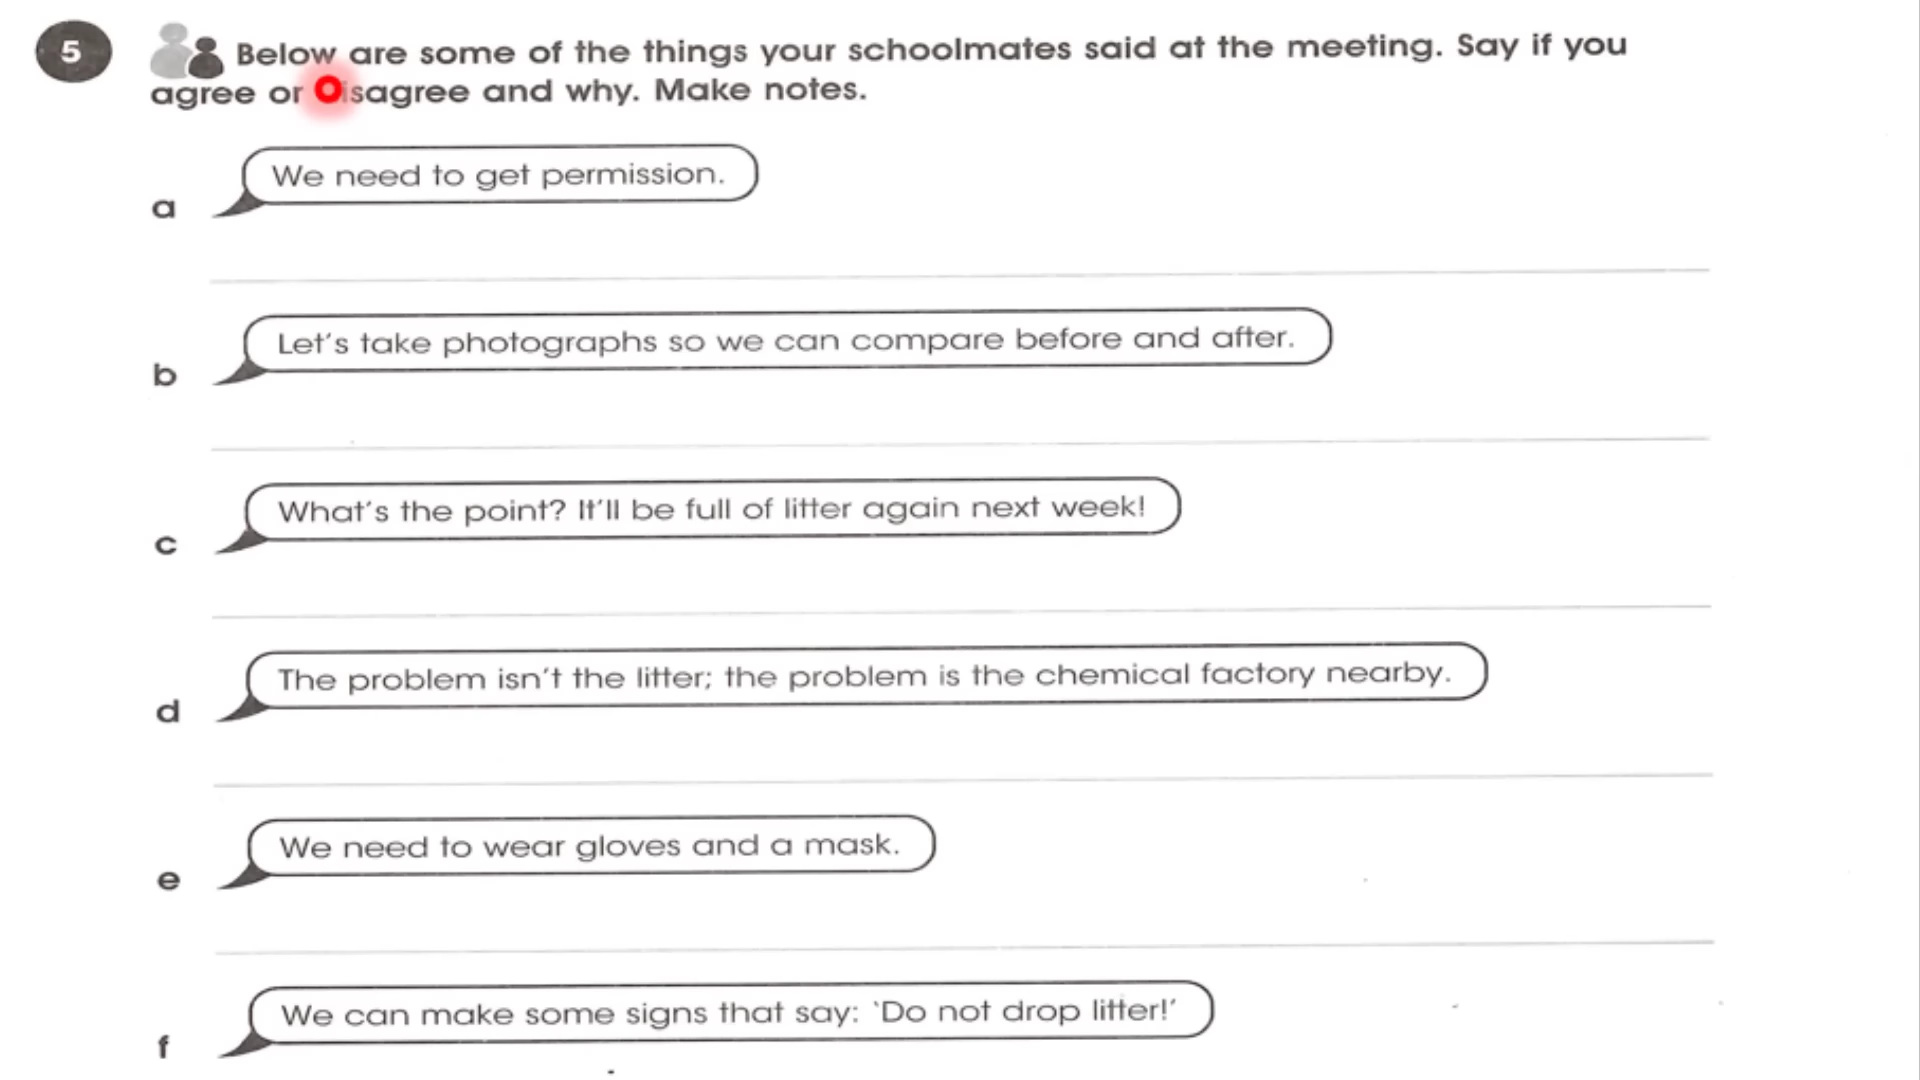 5 Below are some of the things your schoolmates said at the meeting. Say if you
agree or disagree and why. Make notes.
a We need to get permission.
b Let's take photographs so we can compare before and after.
c What's the point? It'll be full of litter again next week!
d The problem isn't the litter; the problem is the chemical factory nearby.
e We need to wear gloves and a mask.
f We can make some signs that say: 'Do not drop litter!'